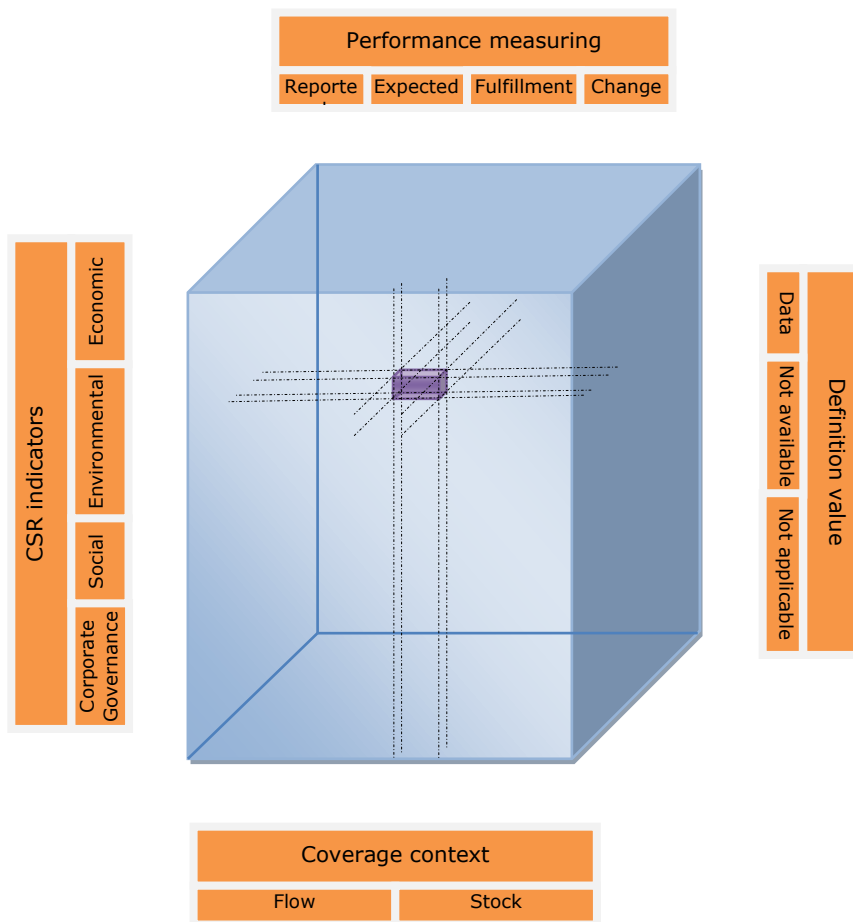 Performance measuring
Reporte
Expected
Fulfillment
Change
CSR indicators
Economic
Environmental
Social
Corporate
Governance
Data
Not available
Not applicable
Definition value
Coverage context
Flow
Stock